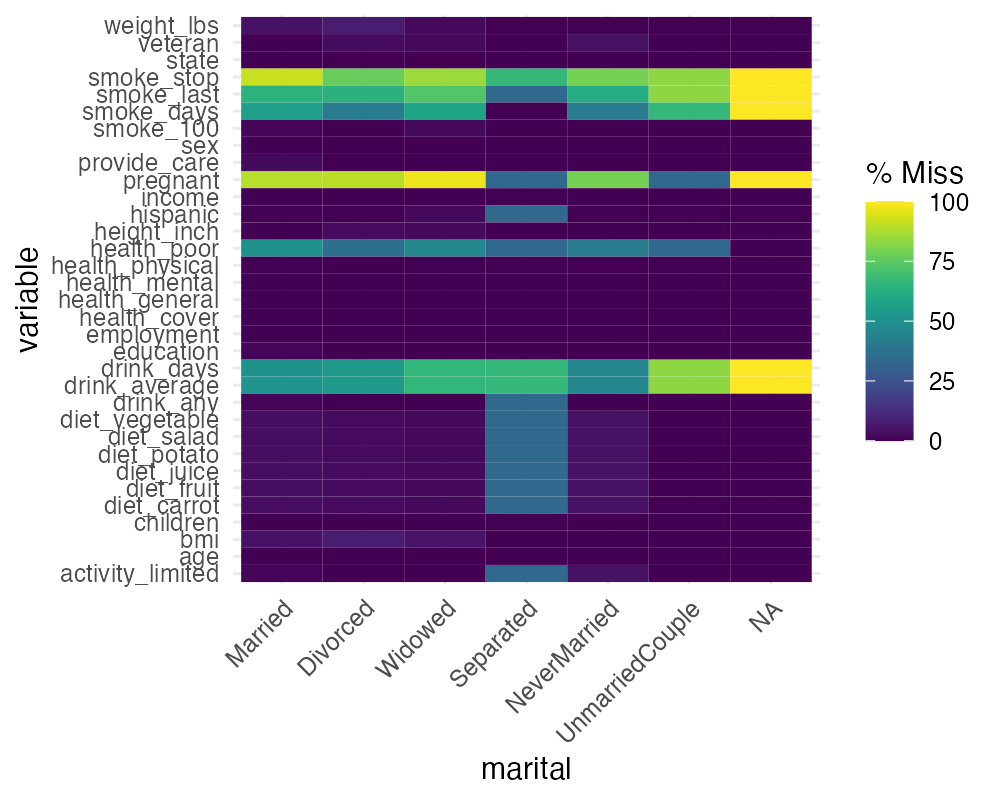 weight_lbs
veteran
state
smoke_stop
smoke_last
smoke_days
smoke_100
sex
provide_care
pregnant
income
hispanic
height_inch
health_poor
health_physical
health_mental
health_general
health_cover
employment
education
drink_days
drink_average
drink_any
diet_vegetable
diet_salad
diet_potato
diet_juice
diet_fruit
diet_carrot
children
bmi
age
activity_limited
variable
Married
Divorced
Widowed
Separated
NeverMarried
UnmarriedCouple
NA
marital
% Miss
100
75
50
25
0